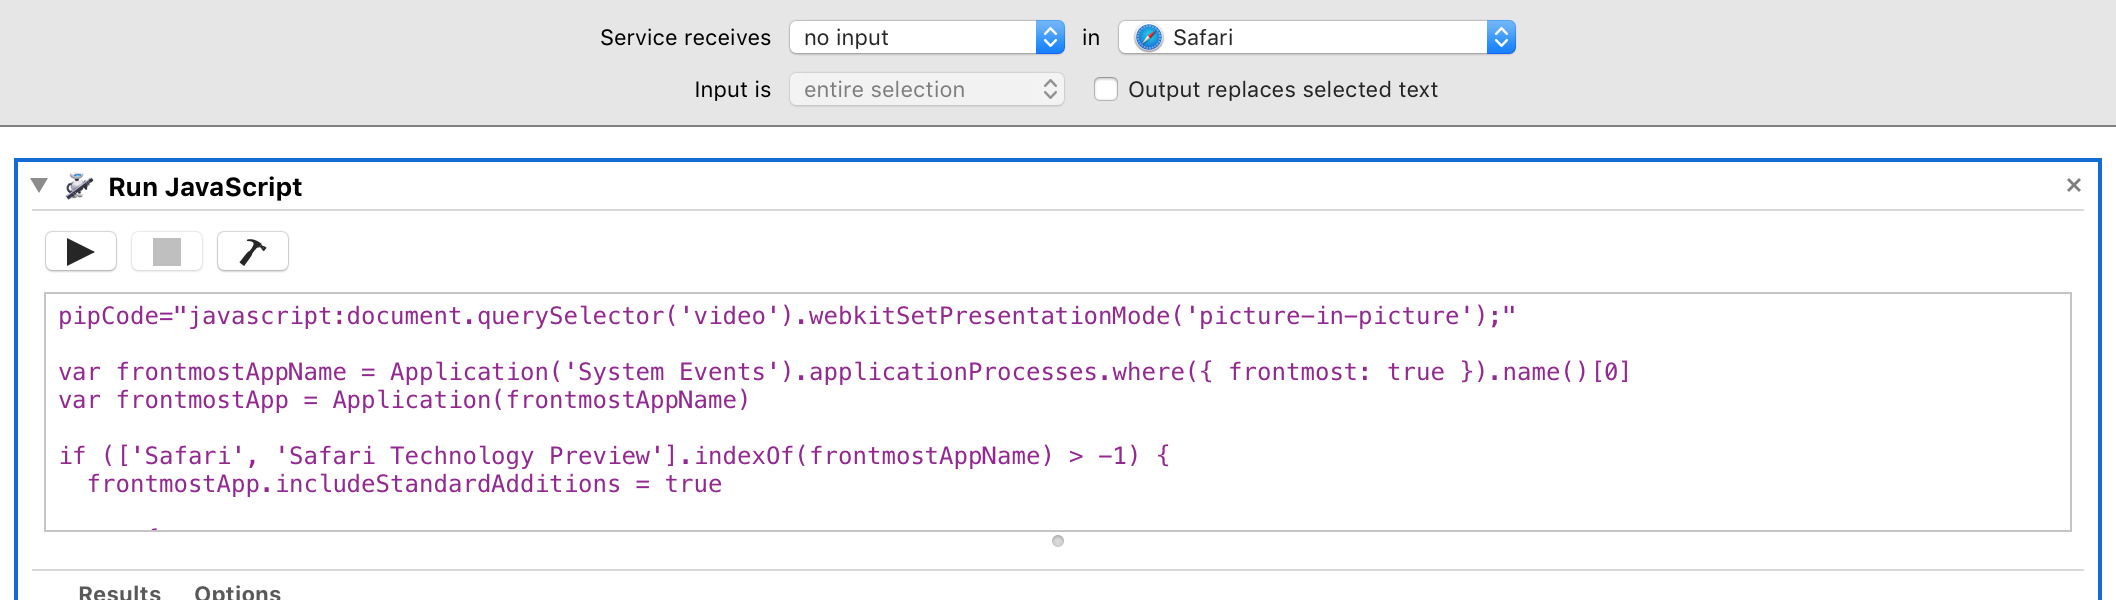 Service receives no input in Safari
Input is entire selection Output replaces selected text
Run JavaScript
pipCode="javascript:document.querySelector('video').webkitSetPresentationMode('picture-in-picture');"
var frontmostAppName = Application('System Events').applicationProcesses.where({ frontmost: true }).name()[0]
var frontmostApp = Application(frontmostAppName)
if (['Safari', 'Safari Technology Preview'].indexOf(frontmostAppName) > -1) {
  frontmostApp.includeStandardAdditions = true
Results Options